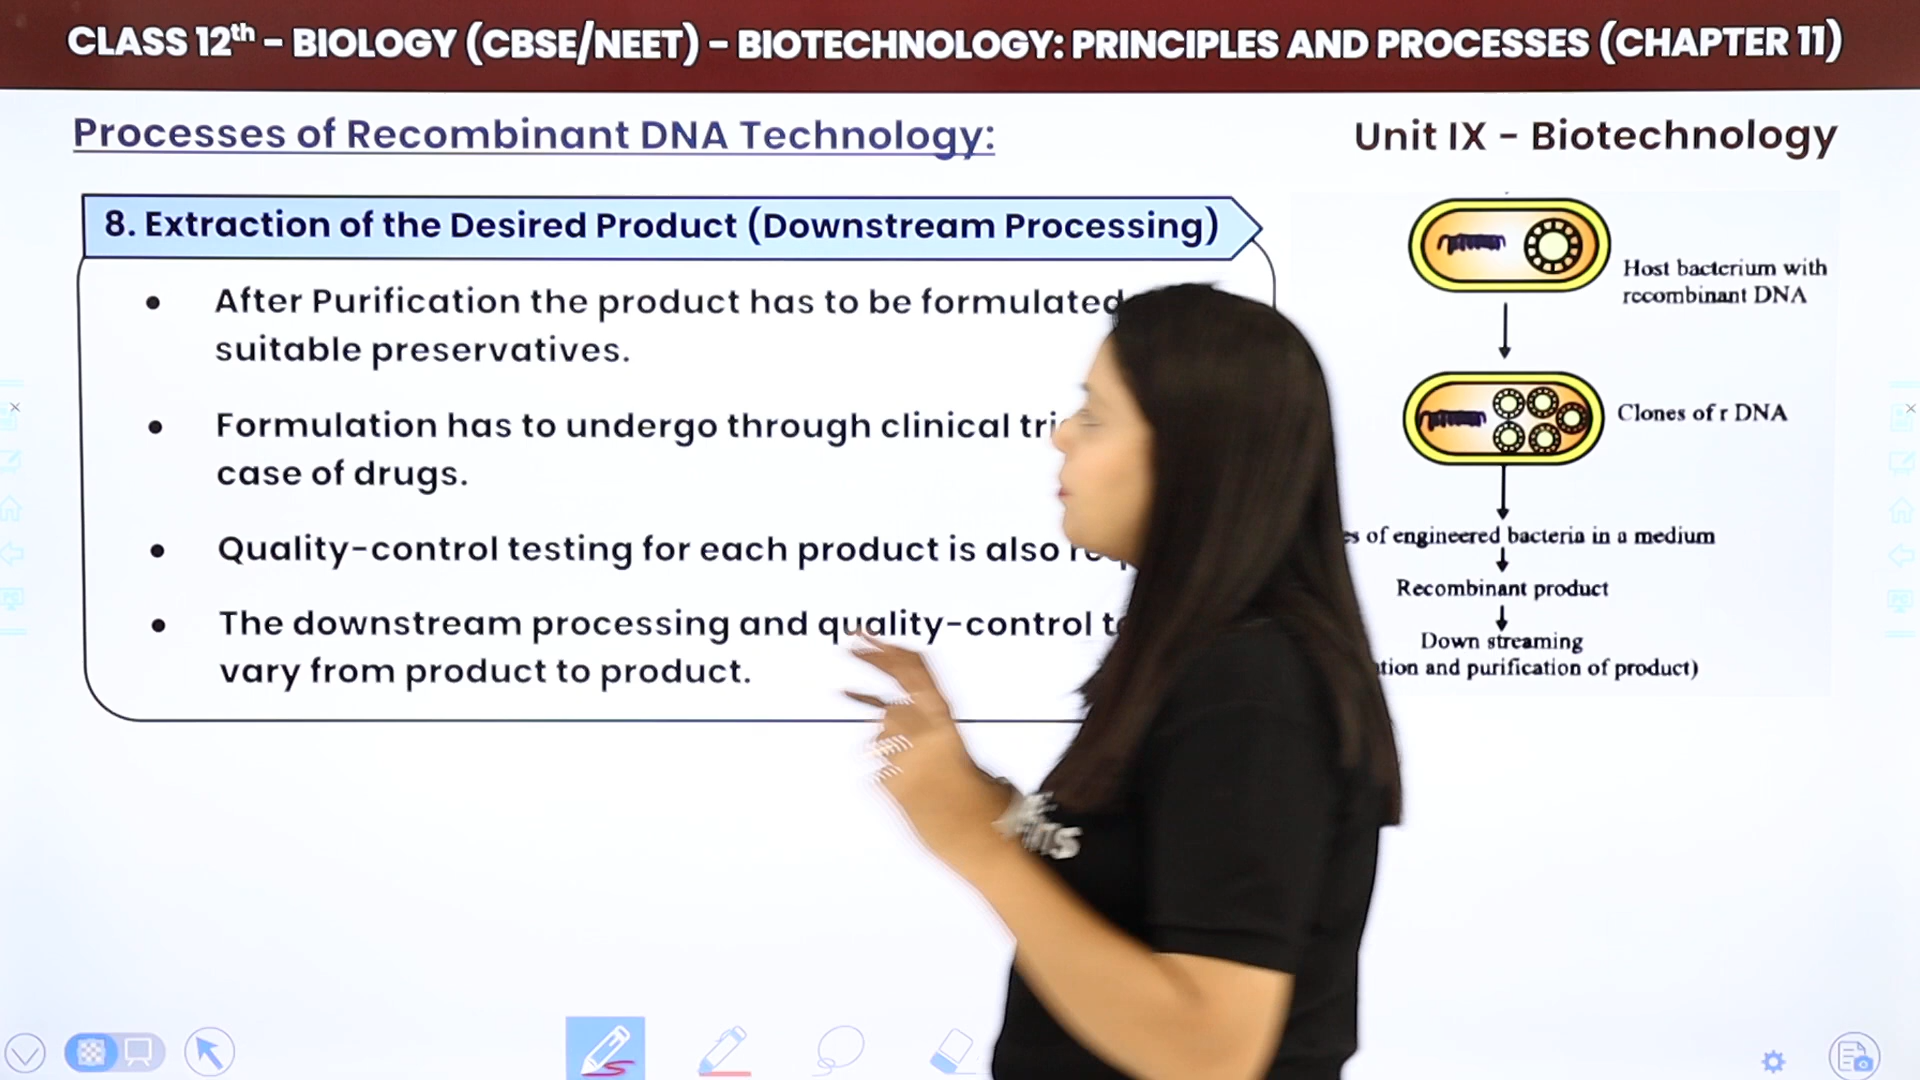 CLASS 12th - BIOLOGY (CBSE/NEET) - BIOTECHNOLOGY: PRINCIPLES AND PROCESSES (CHAPTER 11)
Processes of Recombinant DNA Technology:
Unit IX - Biotechnology
8. Extraction of the Desired Product (Downstream Processing)
• After Purification the product has to be formulated
suitable preservatives.
• Formulation has to undergo through clinical
case of drugs.
• Quality-control testing for each product is also
• The downstream processing and quality-control
vary from product to product.
Host bacterium with
recombinant DNA
Clones of r DNA
of engineered bacteria in a medium
Recombinant product
Down streaming
and purification of product)